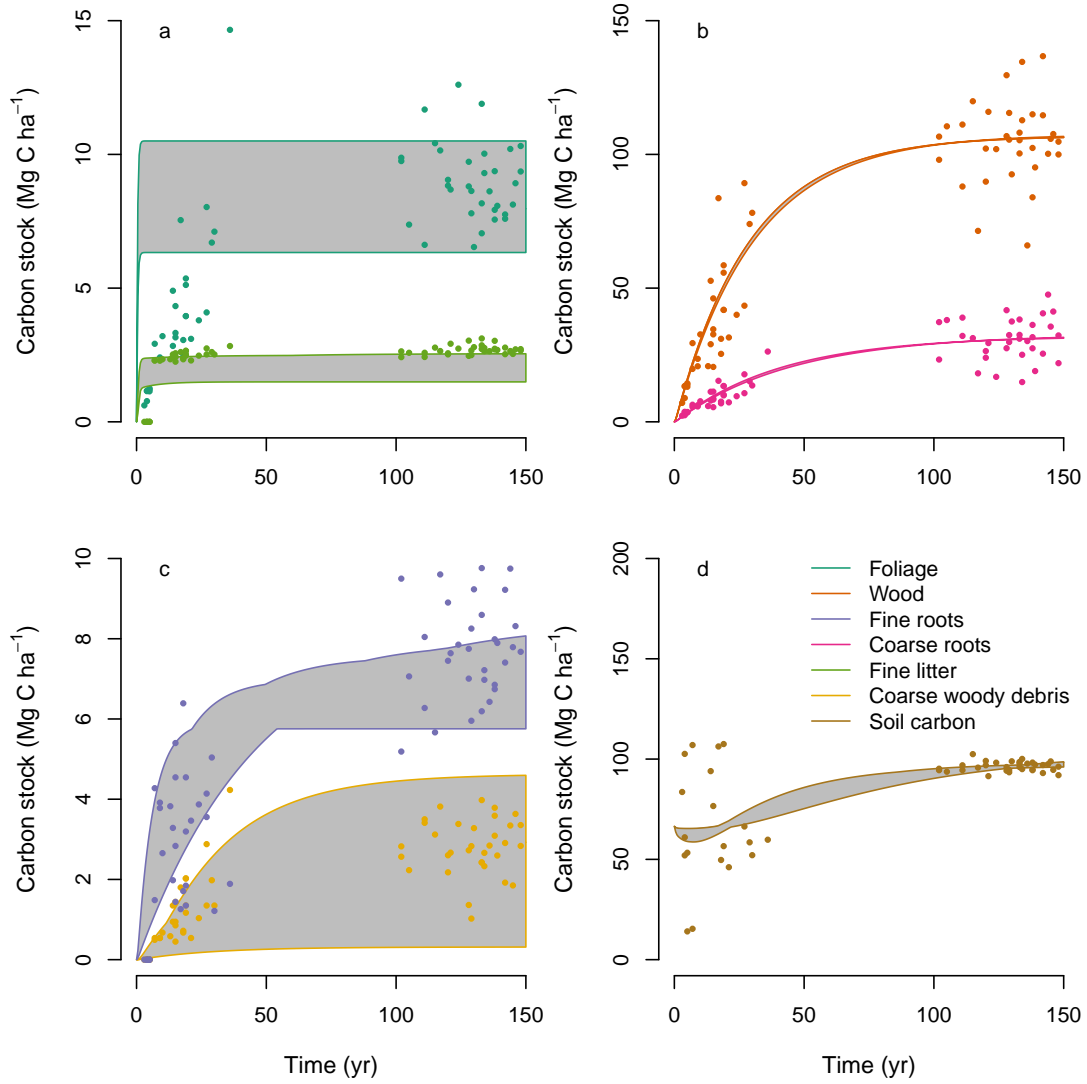 a
Carbon stock (Mg C ha−1)
0 5 10 15
0 50 100 150
b
Carbon stock (Mg C ha−1)
0 50 100 150
0 50 100 150
c
Carbon stock (Mg C ha−1)
0 2 4 6 8 10
0 50 100 150
Time (yr)
d
Carbon stock (Mg C ha−1)
0 50 100 150 200
Foliage
Wood
Fine roots
Coarse roots
Fine litter
Coarse woody debris
Soil carbon
0 50 100 150
Time (yr)